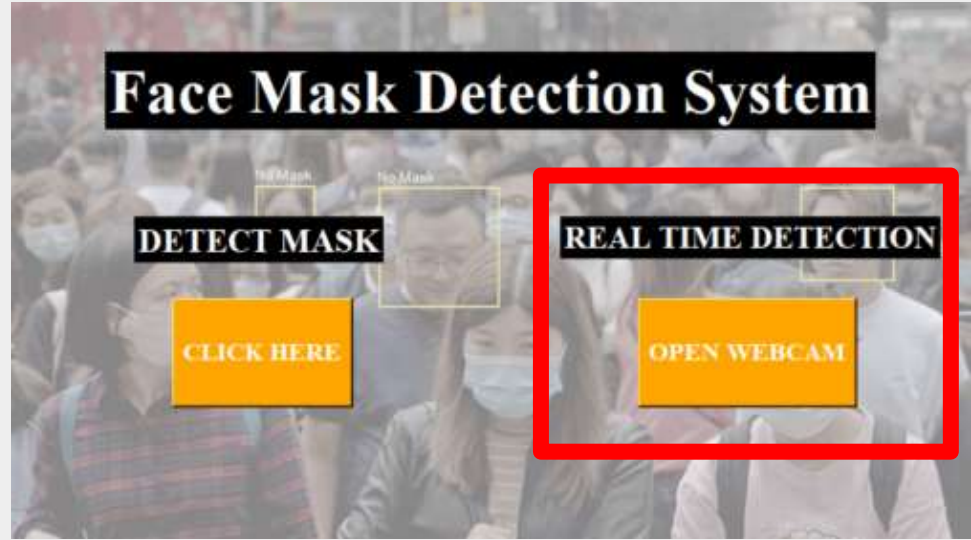 Face Mask Detection System
No Mask
No Mask
DETECT MASK
REAL TIME DETECTION
CLICK HERE
OPEN WEBCAM